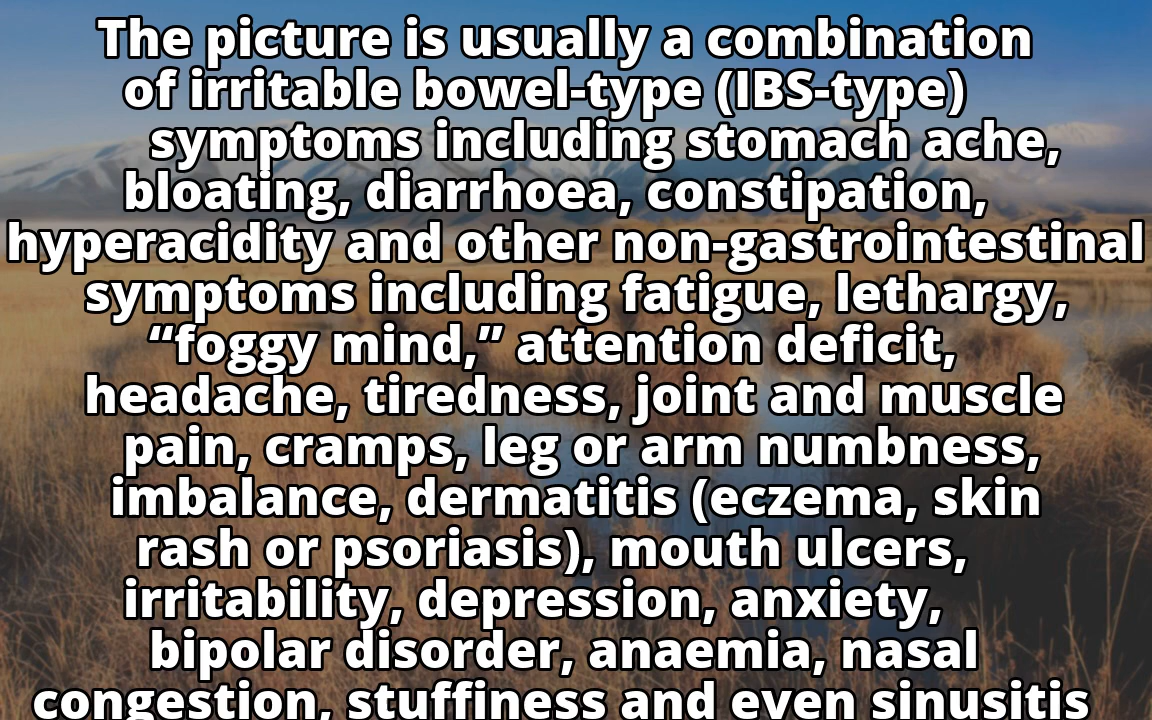 The picture is usually a combination
of irritable bowel-type (IBS-type)
symptoms including stomach ache,
bloating, diarrhoea, constipation,
hyperacidity and other non-gastrointestinal
symptoms including fatigue, lethargy,
“foggy mind,” attention deficit,
headache, tiredness, joint and muscle
pain, cramps, leg or arm numbness,
imbalance, dermatitis (eczema, skin
rash or psoriasis), mouth ulcers,
irritability, depression, anxiety,
bipolar disorder, anaemia, nasal
congestion, stuffiness and even sinusitis